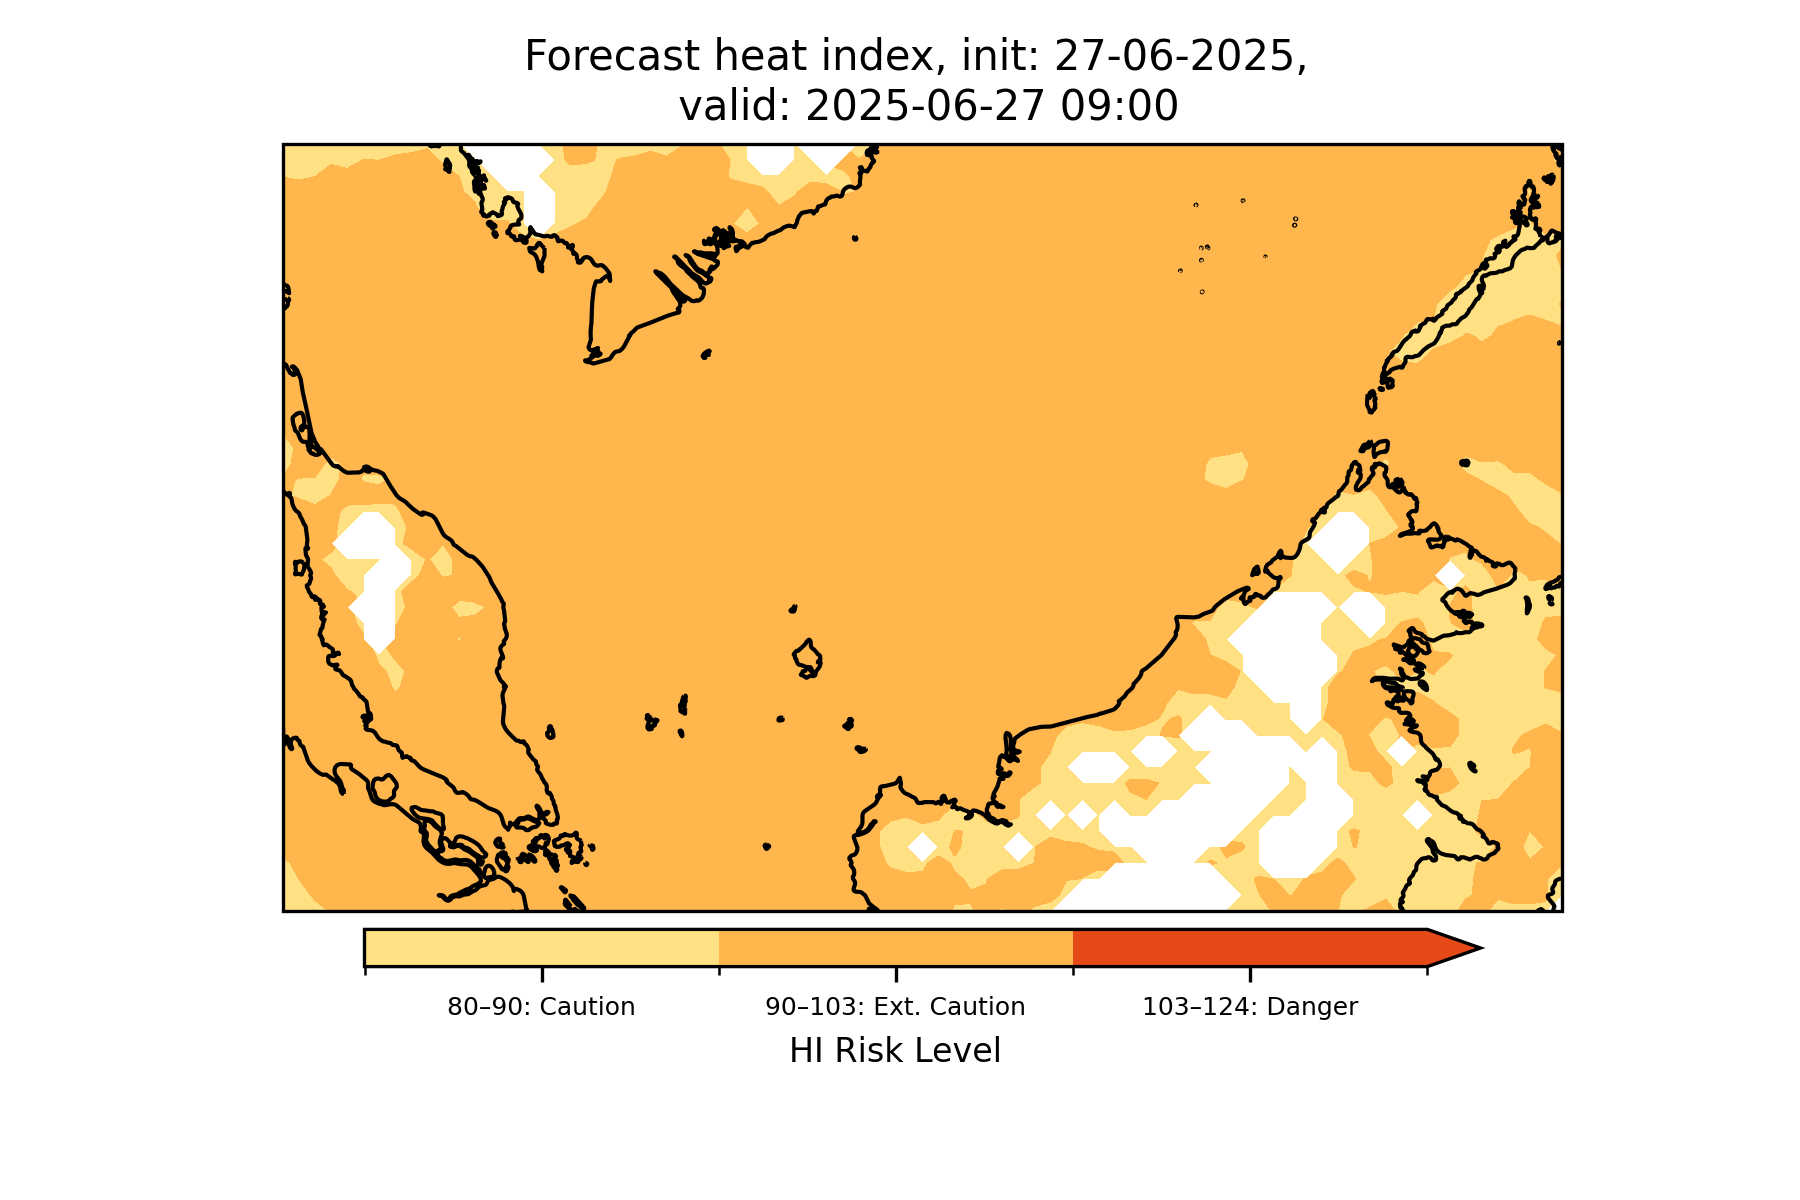 Forecast heat index, init: 27-06-2025,
valid: 2025-06-27 09:00
80–90: Caution
90–103: Ext. Caution
103–124: Danger
HI Risk Level